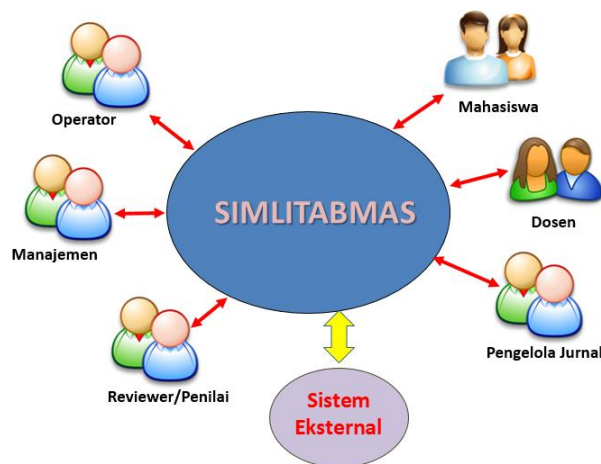 Operator
Mahasiswa
SIMLITABMAS
Manajemen
Dosen
Reviewer/Penilai
Pengelola Jurnal
Sistem
Eksternal